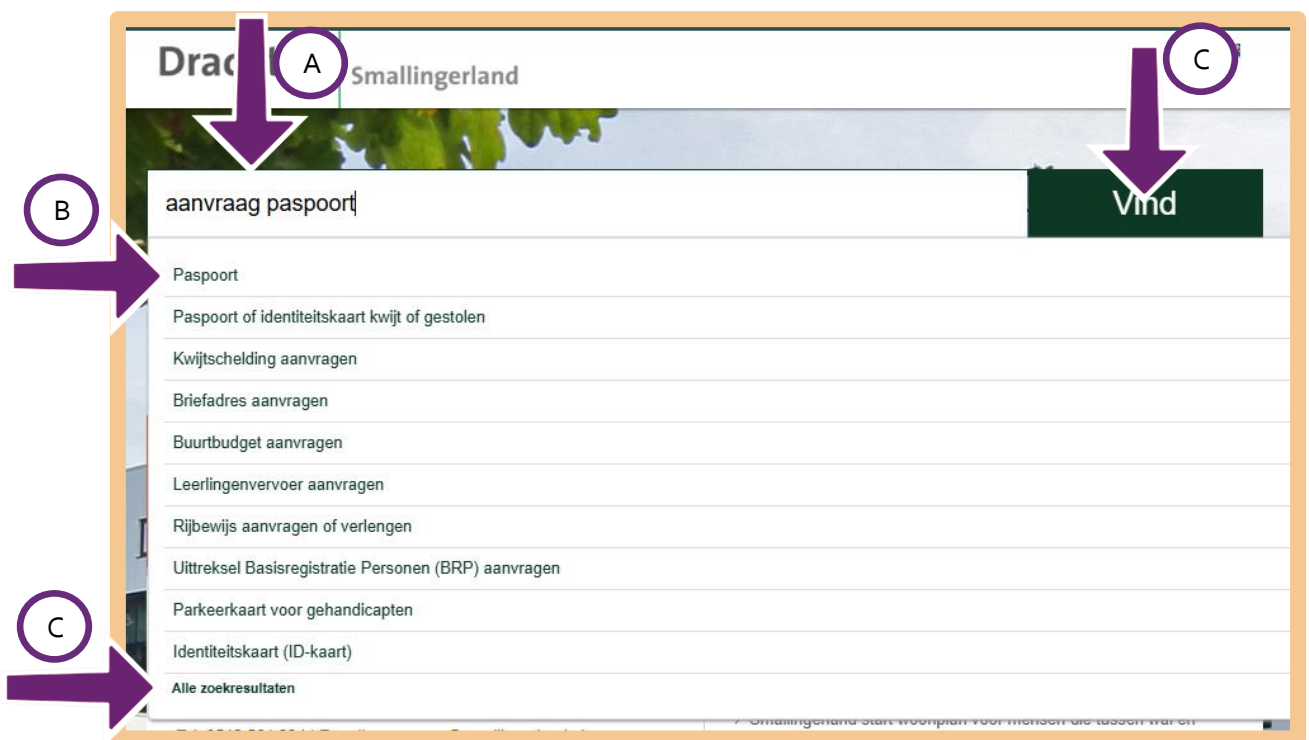 A
C
Smallingerland
B
aanvraag paspoort
Vind
Paspoort
Paspoort of identiteitskaart kwijt of gestolen
Kwijtschelding aanvragen
Briefadres aanvragen
Buurtbudget aanvragen
Leerlingenvervoer aanvragen
Rijbewijs aanvragen of verlengen
Uittreksel Basisregistratie Personen (BRP) aanvragen
Parkeerkaart voor gehandicapten
C
Identiteitskaart (ID-kaart)
Alle zoekresultaten